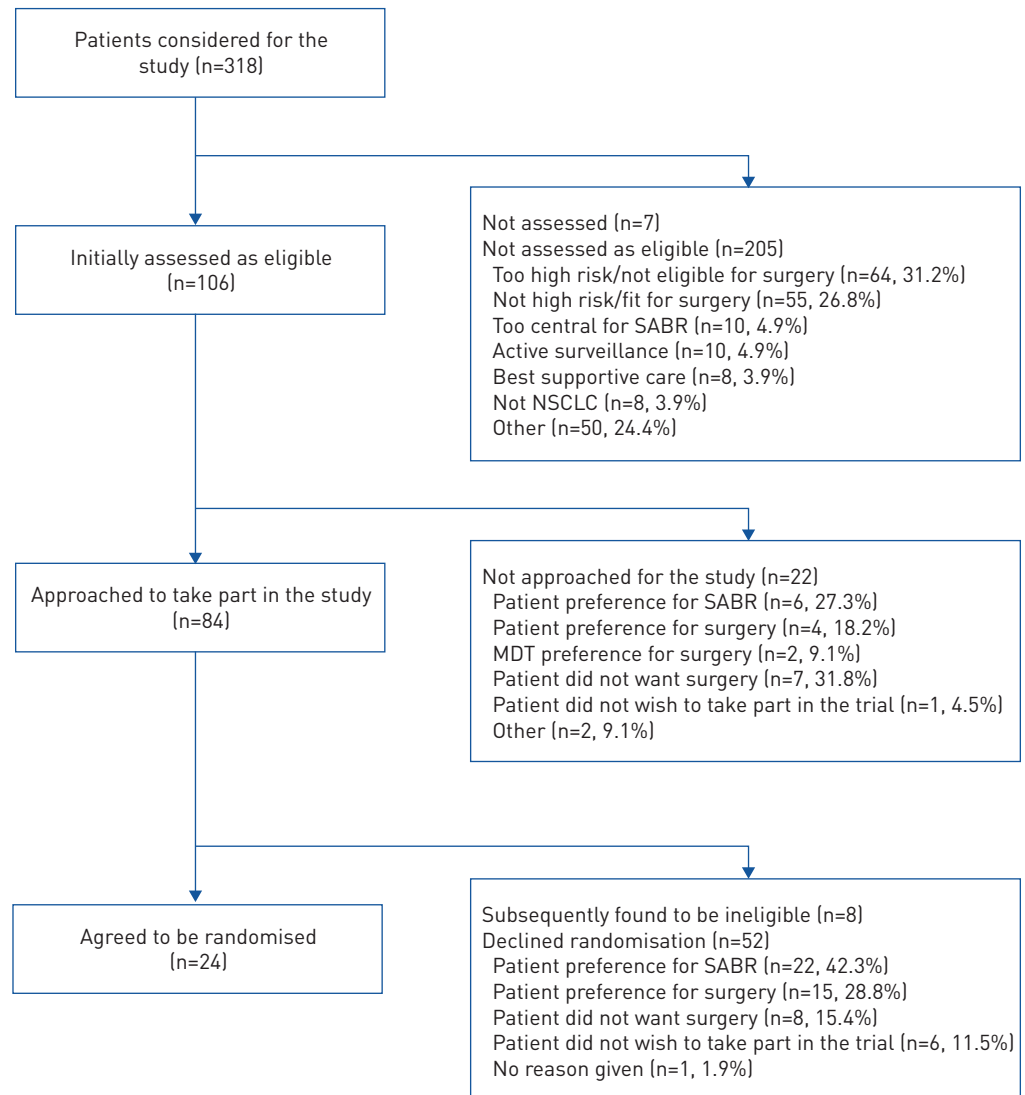 Patients considered for the
study (n=318)
Not assessed (n=7)
Not assessed as eligible (n=205)
Too high risk/not eligible for surgery (n=64, 31.2%)
Not high risk/fit for surgery (n=55, 26.8%)
Too central for SABR (n=10, 4.9%)
Active surveillance (n=10, 4.9%)
Best supportive care (n=8, 3.9%)
Not NSCLC (n=8, 3.9%)
Other (n=50, 24.4%)
Initially assessed as eligible
(n=106)
Not approached for the study (n=22)
Patient preference for SABR (n=6, 27.3%)
Patient preference for surgery (n=4, 18.2%)
MDT preference for surgery (n=2, 9.1%)
Patient did not want surgery (n=7, 31.8%)
Patient did not wish to take part in the trial (n=1, 4.5%)
Other (n=2, 9.1%)
Approached to take part in the study
(n=84)
Subsequently found to be ineligible (n=8)
Declined randomisation (n=52)
Patient preference for SABR (n=22, 42.3%)
Patient preference for surgery (n=15, 28.8%)
Patient did not want surgery (n=8, 15.4%)
Patient did not wish to take part in the trial (n=6, 11.5%)
No reason given (n=1, 1.9%)
Agreed to be randomised
(n=24)